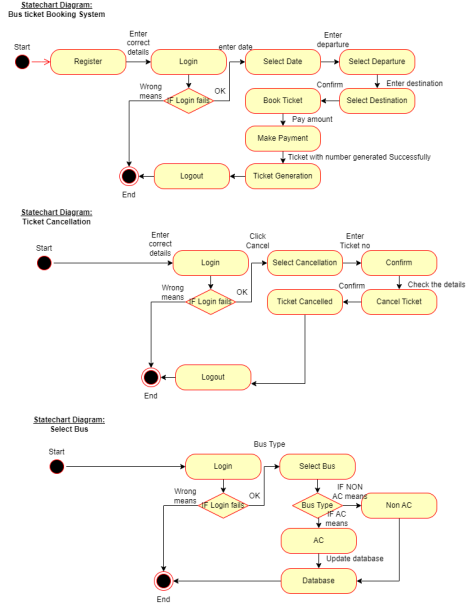 Statechart Diagram:
Bus ticket Booking System
Start
Register
Enter
correct
details
Login
enter date
Select Date
Enter
departure
Select Departure
Enter destination
Wrong
means
IF Login fails
OK
Book Ticket
Confirm
Select Destination
Pay amount
Make Payment
Ticket with number generated Successfully
Logout
Ticket Generation
End
Statechart Diagram:
Ticket Cancellation
Start
Enter
correct
details
Login
Click
Cancel
Select Cancellation
Enter
Ticket no
Confirm
Check the details
Wrong
means
IF Login fails
OK
Ticket Cancelled
Confirm
Cancel Ticket
Logout
End
Statechart Diagram:
Select Bus
Start
Login
Bus Type
Select Bus
Wrong
means
IF Login fails
OK
Bus Type
IF NON
AC means
Non AC
IF AC
means
AC
Update database
Database
End